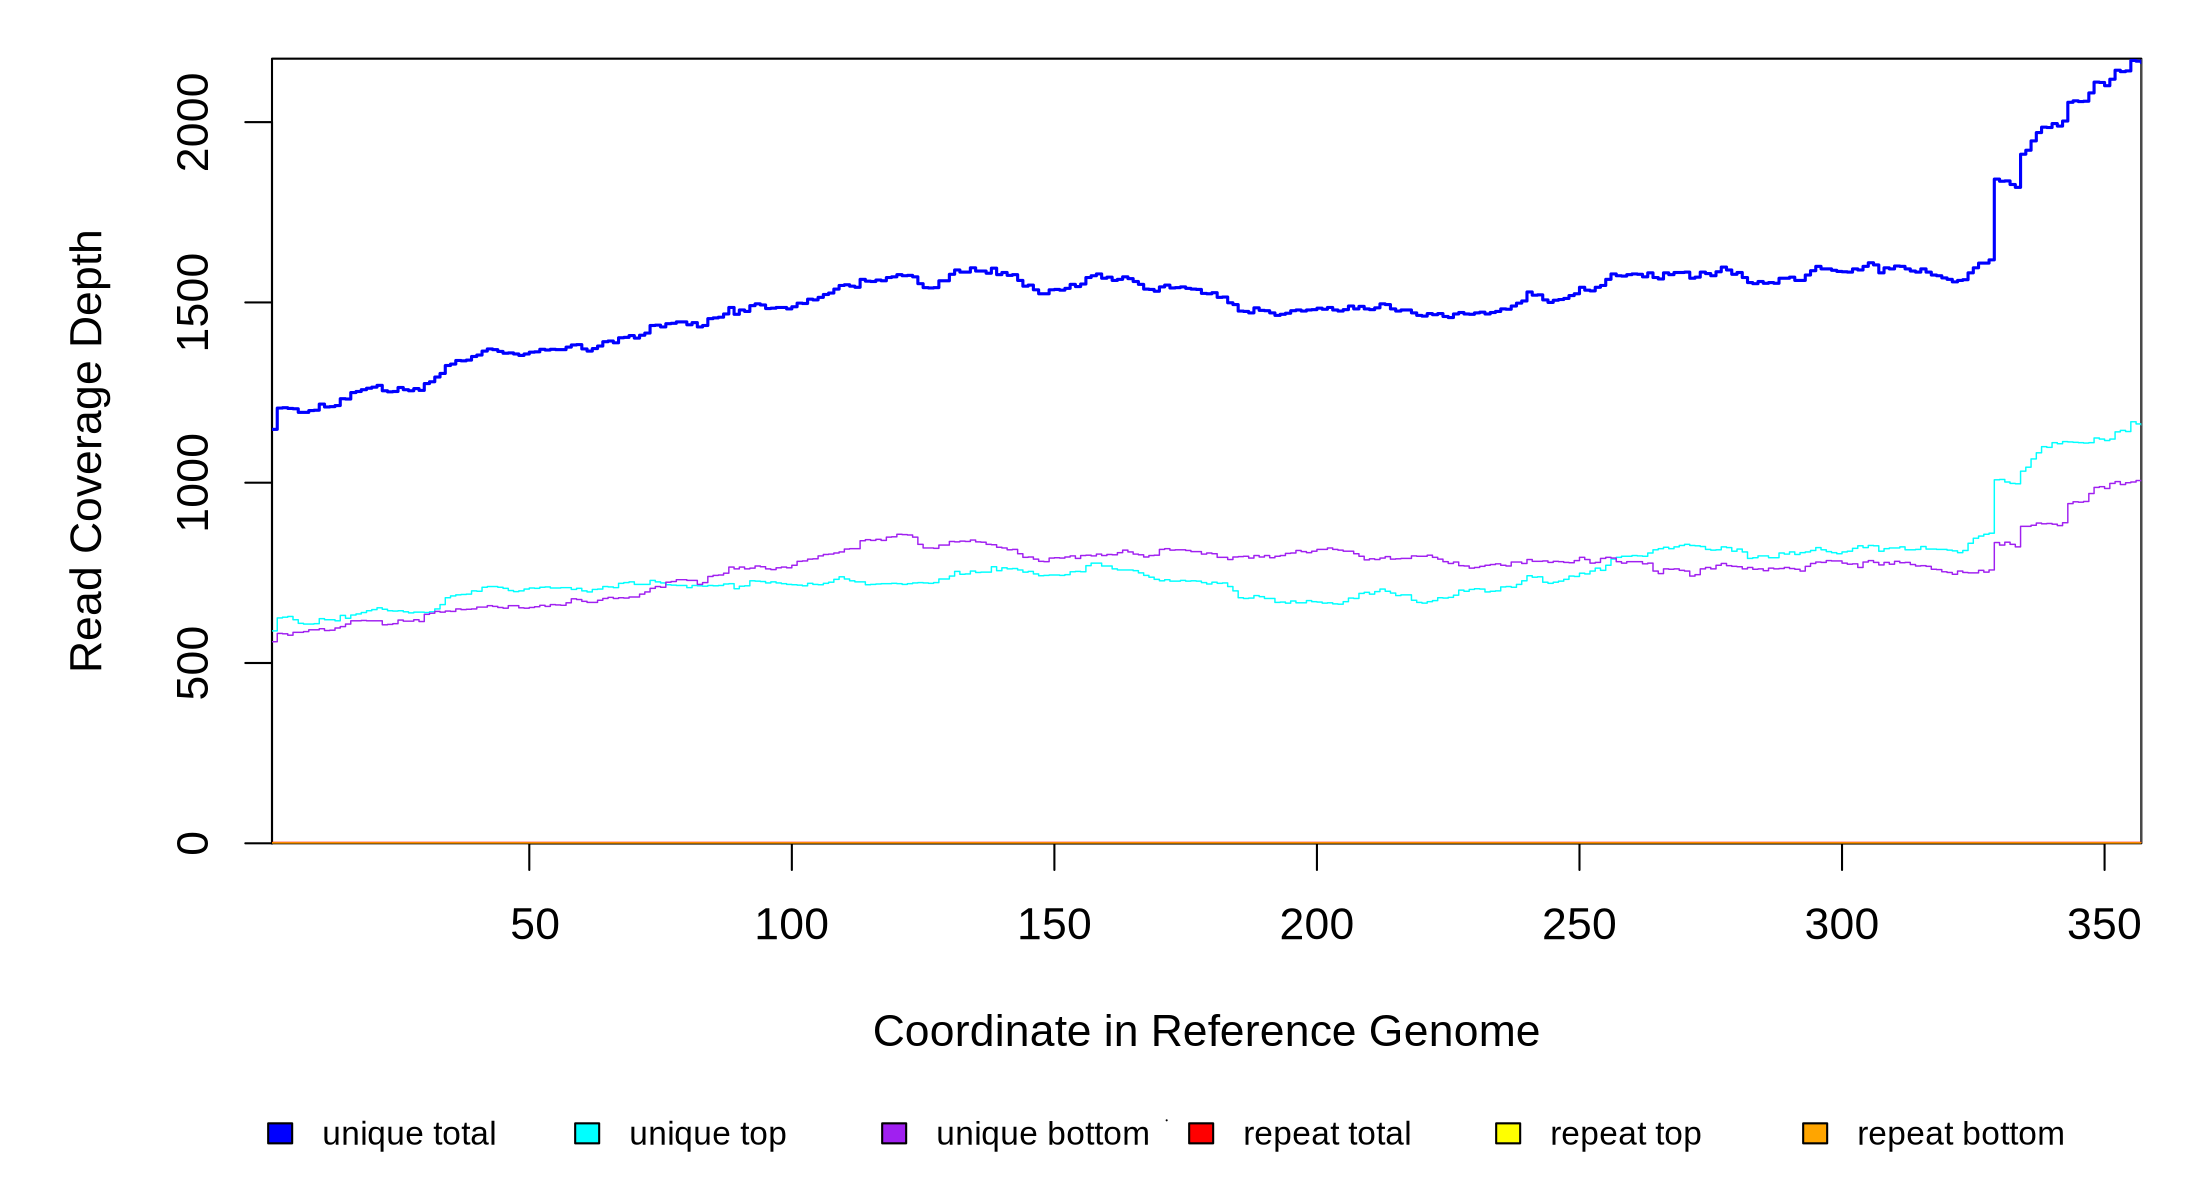 Read Coverage Depth
2000
1500
1000
500
0
50 100 150 200 250 300 350
Coordinate in Reference Genome
unique total unique top unique bottom repeat total repeat top repeat bottom